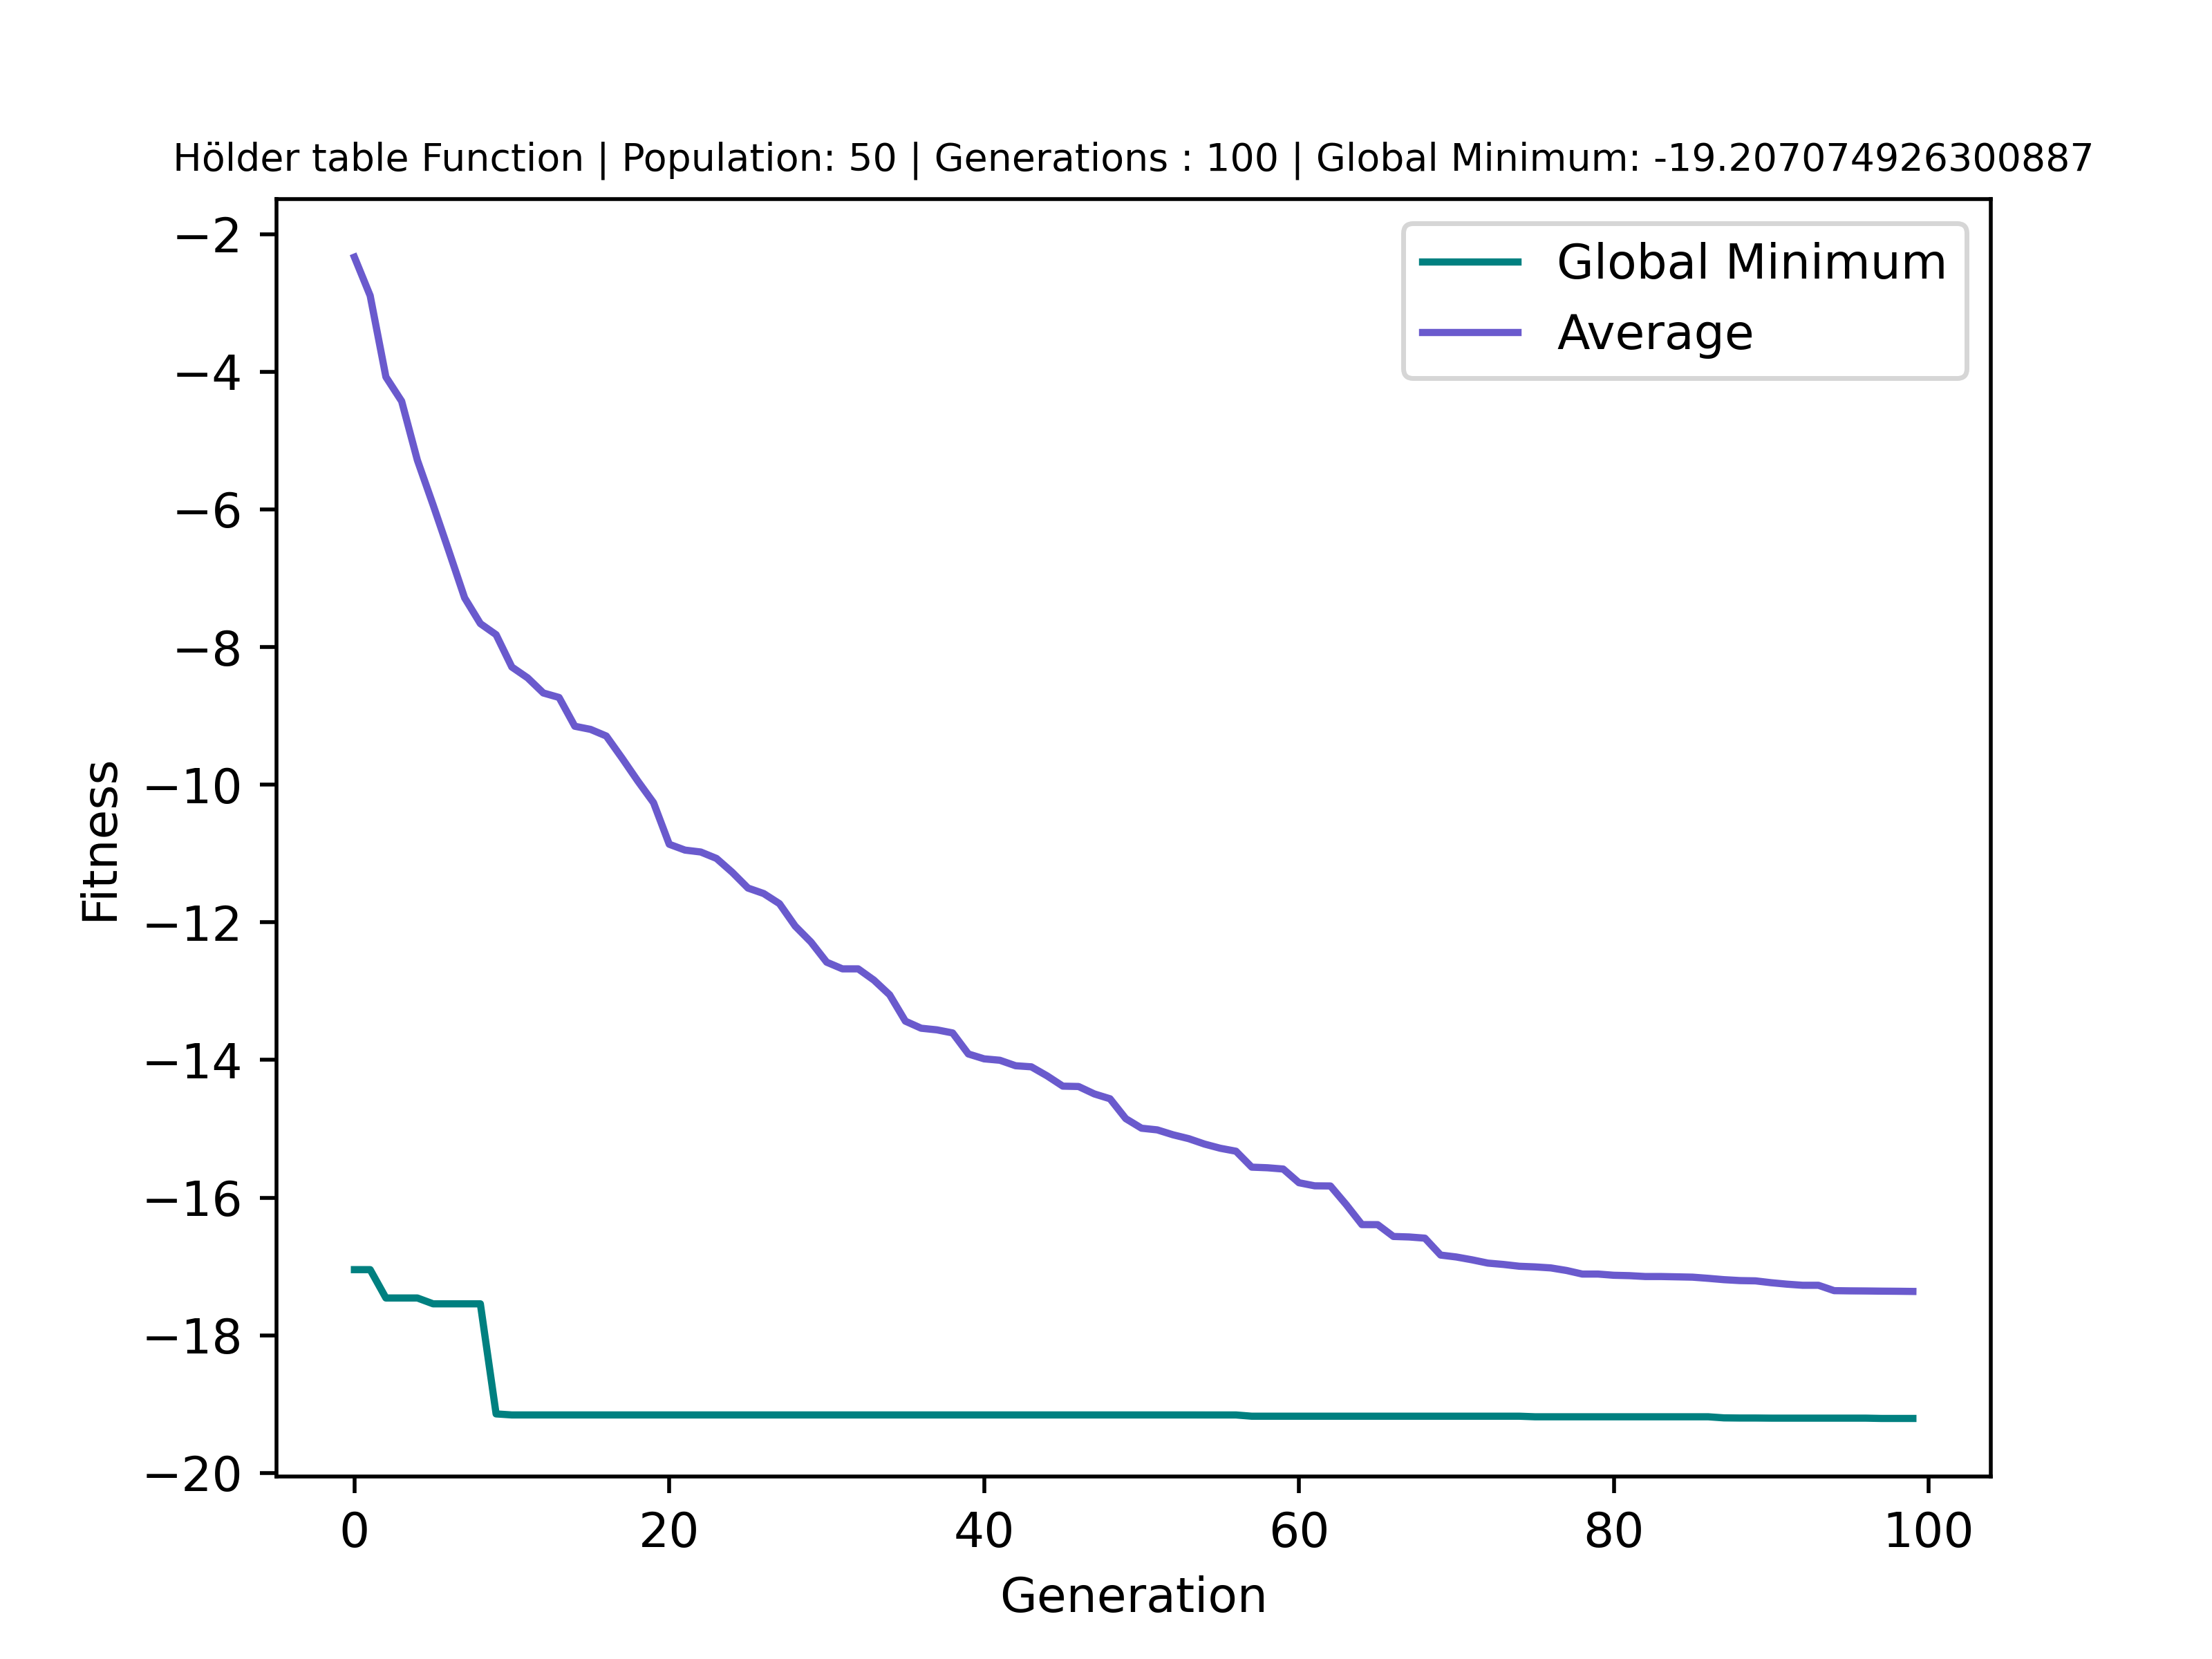 Hölder table Function | Population: 50 | Generations : 100 | Global Minimum: -19.207074926300887
Global Minimum
Average
−2
−4
−6
−8
−10
−12
−14
−16
−18
−20
Fitness
0 20 40 60 80 100
Generation